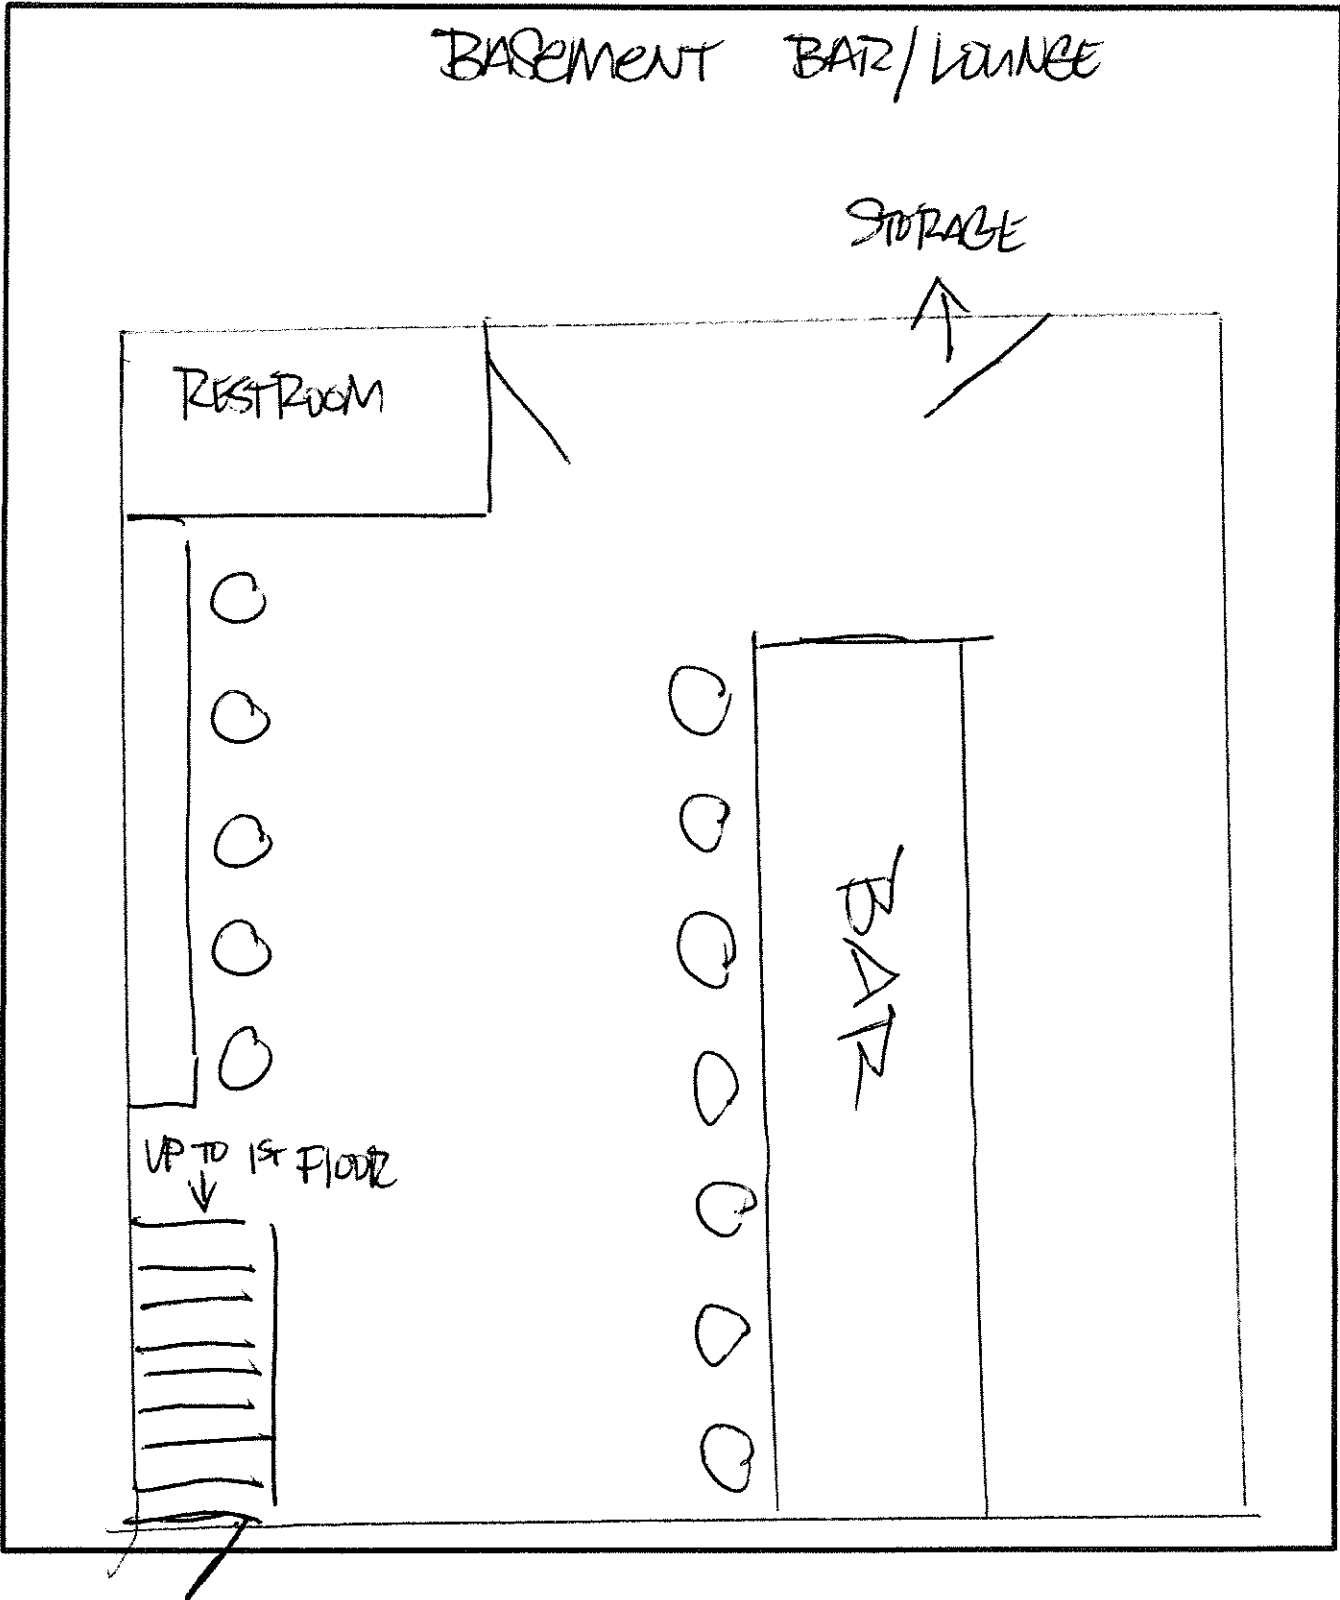 BASEMENT BAR/LOUNGE
STORAGE
RESTROOM
BAR
UP TO 1ST FLOOR